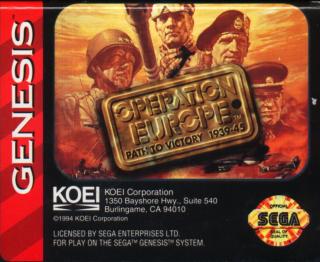 GENESIS
OPERATION
EUROPE
TM
PATH TO VICTORY 1939-45
KOEI
KOEI Corporation
1350 Bayshore Hwy., Suite 540
Burlingame, CA 94010
©1994 KOEI Corporation
LICENSED BY SEGA ENTERPRISES LTD.
FOR PLAY ON THE SEGA™ GENESIS™ SYSTEM.
OFFICIAL
SEGA
SEAL OF
QUALITY